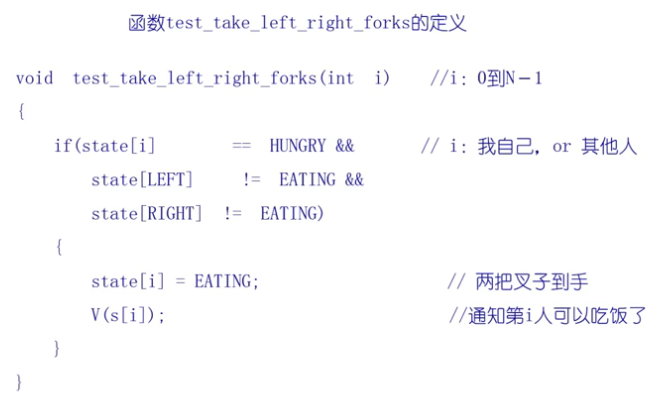 函数test_take_left_right_forks的定义
void test_take_left_right_forks(int i) //i: 0到N-1
{
if(state[i] == HUNGRY && // i: 我自己, or 其他人
state[LEFT] != EATING &&
state[RIGHT] != EATING)
{
state[i] = EATING; // 两把叉子到手
V(s[i]); //通知第i人可以吃饭了
}
}